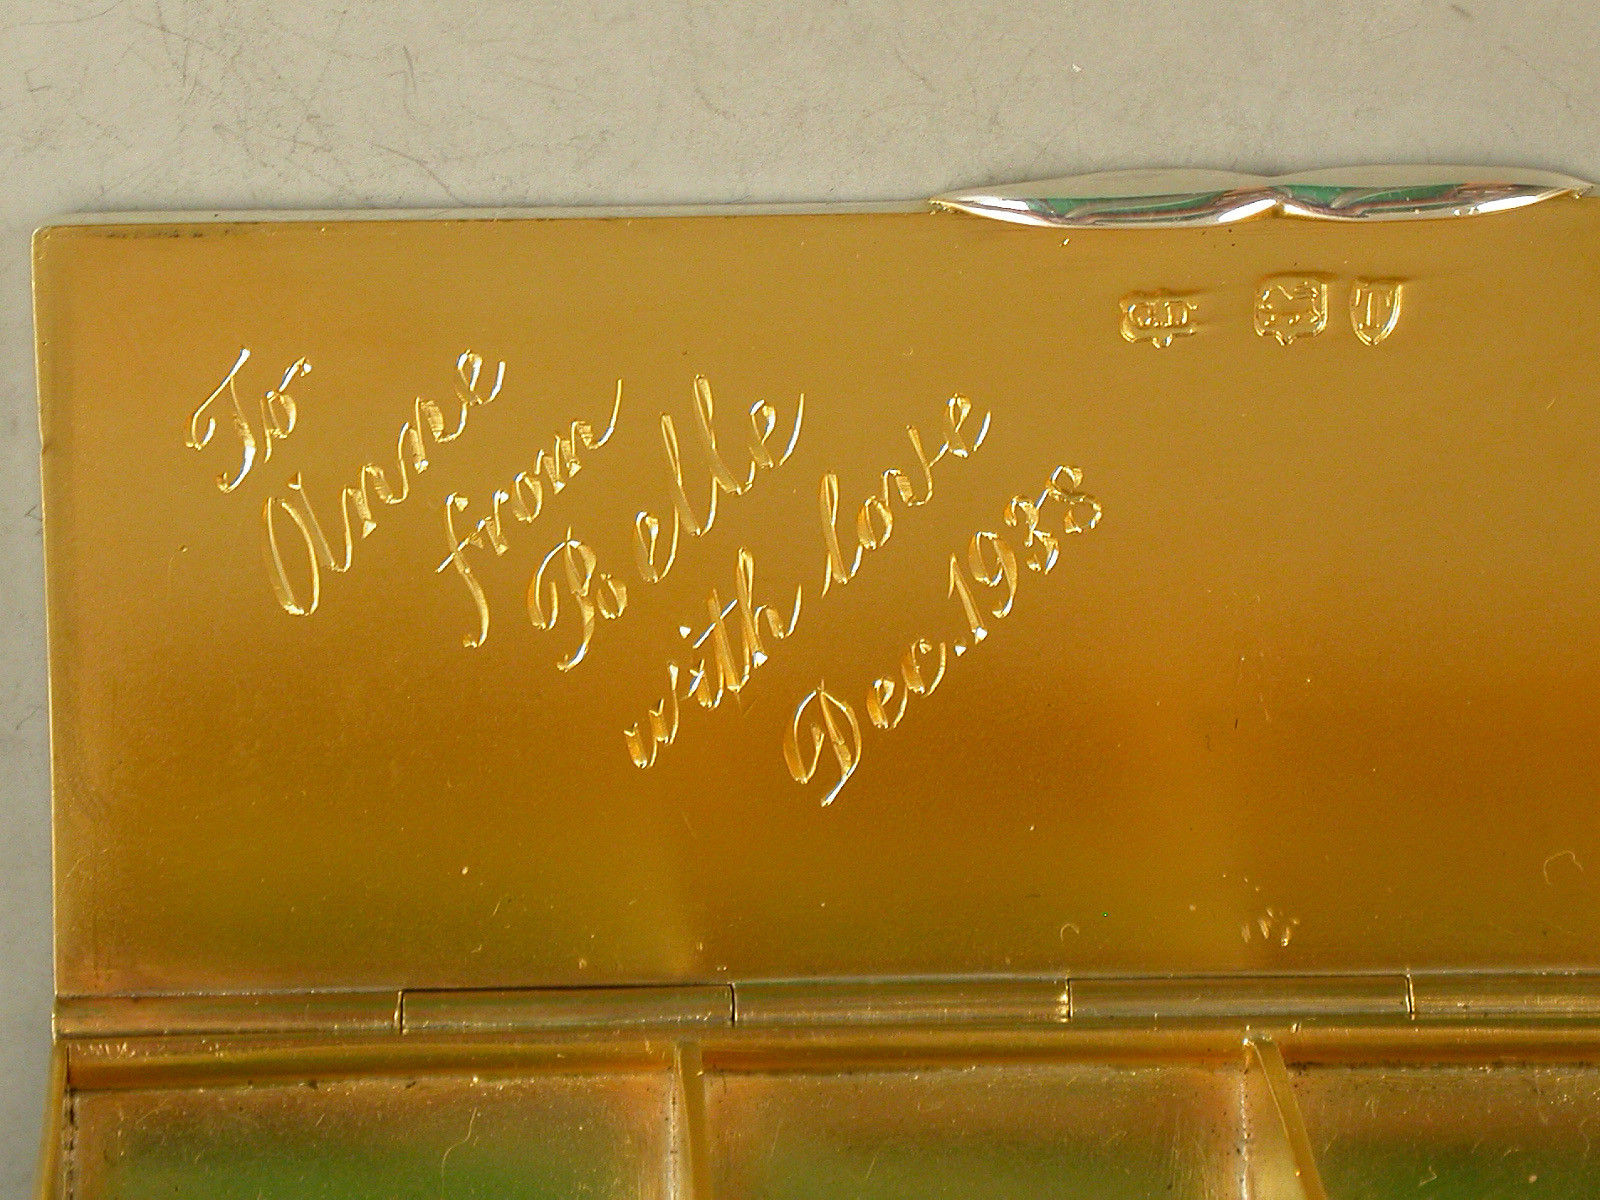 To
Anne
from
Belle
with love
Dec. 1938
T